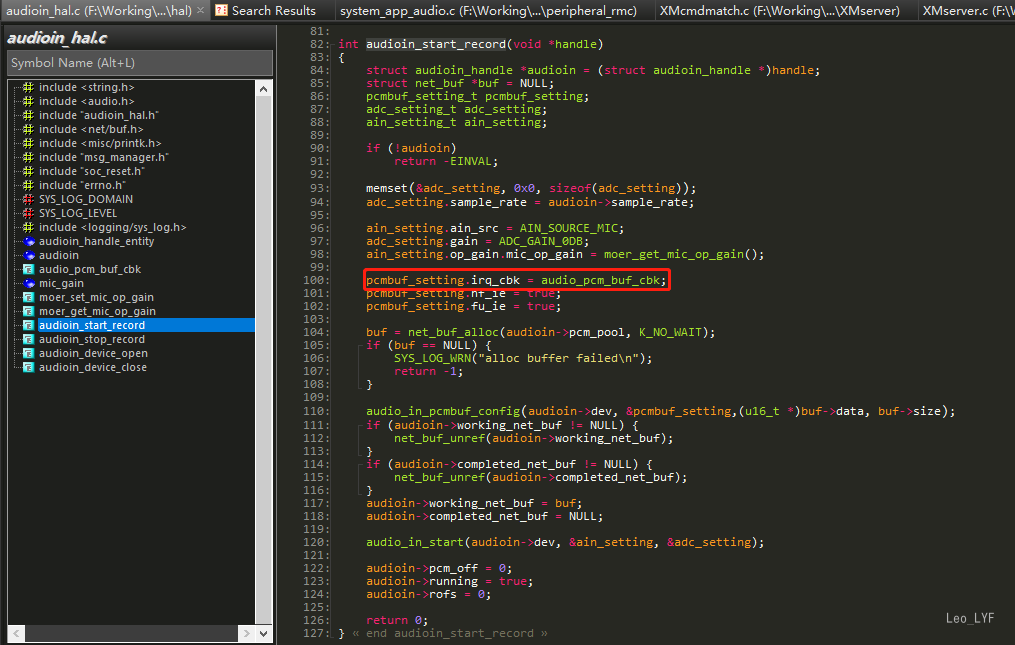 audioin_hal.c (F:\Working\...\hal) × Search Results system_app_audio.c (F:\Working\...\peripheral_rmc) XMcmdmatch.c (F:\Working\...\XMserver) XMserver.c (F:\W
audioin_hal.c
Symbol Name (Alt+L)
include <string.h>
include <audio.h>
include "audioin_hal.h"
include <net/buf.h>
include <misc/printk.h>
include "msg_manager.h"
include "soc_reset.h"
include "errno.h"
SYS_LOG_DOMAIN
SYS_LOG_LEVEL
include <logging/sys_log.h>
audioin_handle_entity
audioin
audio_pcm_buf_cbk
mic_gain
moer_set_mic_op_gain
moer_get_mic_op_gain
audioin_start_record
audioin_stop_record
audioin_device_open
audioin_device_close
81:
82: int audioin_start_record(void *handle)
83: {
84: struct audioin_handle *audioin = (struct audioin_handle *)handle;
85: struct net_buf *buf = NULL;
86: pcmbuf_setting_t pcmbuf_setting;
87: adc_setting_t adc_setting;
88: ain_setting_t ain_setting;
89:
90: if (!audioin)
91: return -EINVAL;
92:
93: memset(&adc_setting, 0x0, sizeof(adc_setting));
94: adc_setting.sample_rate = audioin->sample_rate;
95:
96: ain_setting.ain_src = AIN_SOURCE_MIC;
97: adc_setting.gain = ADC_GAIN_0DB;
98: ain_setting.op_gain.mic_op_gain = moer_get_mic_op_gain();
99:
100: pcmbuf_setting.irq_cbk = audio_pcm_buf_cbk;
101: pcmbuf_setting.hf_ie = true;
102: pcmbuf_setting.fu_ie = true;
103:
104: buf = net_buf_alloc(audioin->pcm_pool, K_NO_WAIT);
105: if (buf == NULL) {
106: SYS_LOG_WRN("alloc buffer failed\n");
107: return -1;
108: }
109:
110: audio_in_pcmbuf_config(audioin->dev, &pcmbuf_setting,(u16_t *)buf->data, buf->size);
111: if (audioin->working_net_buf != NULL) {
112: net_buf_unref(audioin->working_net_buf);
113: }
114: if (audioin->completed_net_buf != NULL) {
115: net_buf_unref(audioin->completed_net_buf);
116: }
117: audioin->working_net_buf = buf;
118: audioin->completed_net_buf = NULL;
119:
120: audio_in_start(audioin->dev, &ain_setting, &adc_setting);
121:
122: audioin->pcm_off = 0;
123: audioin->running = true;
124: audioin->rofs = 0;
125:
126: return 0;
127: } « end audioin_start_record »
Leo_LYF